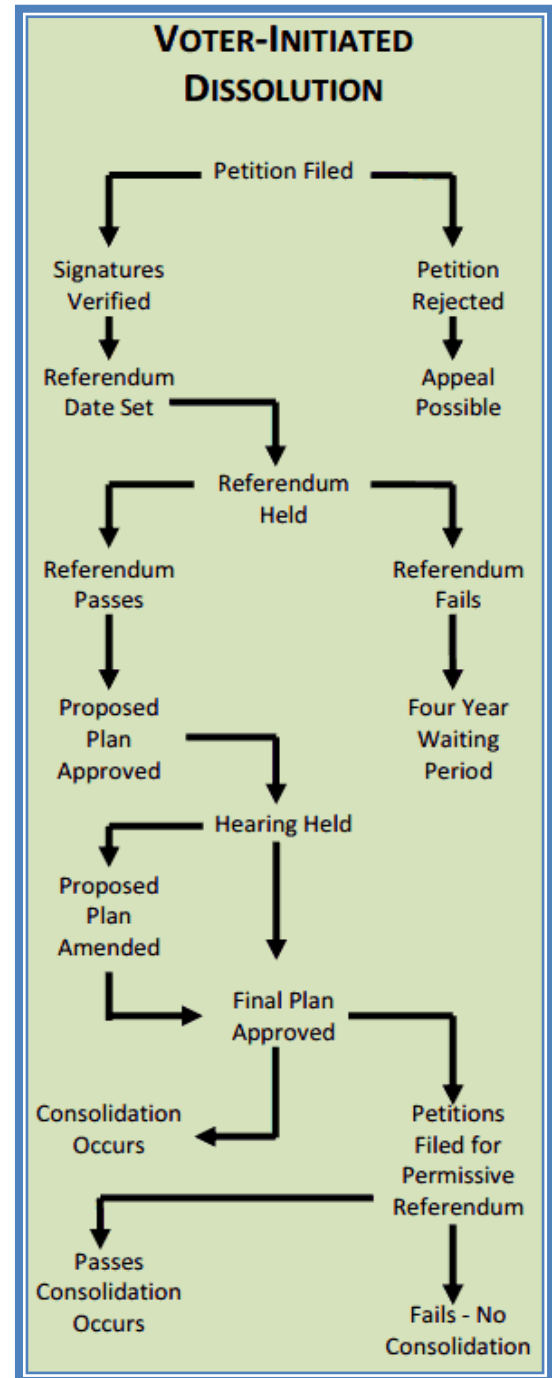 VOTER-INITIATED
DISSOLUTION
Petition Filed
Signatures
Verified
Petition
Rejected
Referendum
Date Set
Appeal
Possible
Referendum
Held
Referendum
Passes
Referendum
Fails
Proposed
Plan
Approved
Four Year
Waiting
Period
Hearing Held
Proposed
Plan
Amended
Final Plan
Approved
Consolidation
Occurs
Petitions
Filed for
Permissive
Referendum
Passes
Consolidation
Occurs
Fails - No
Consolidation